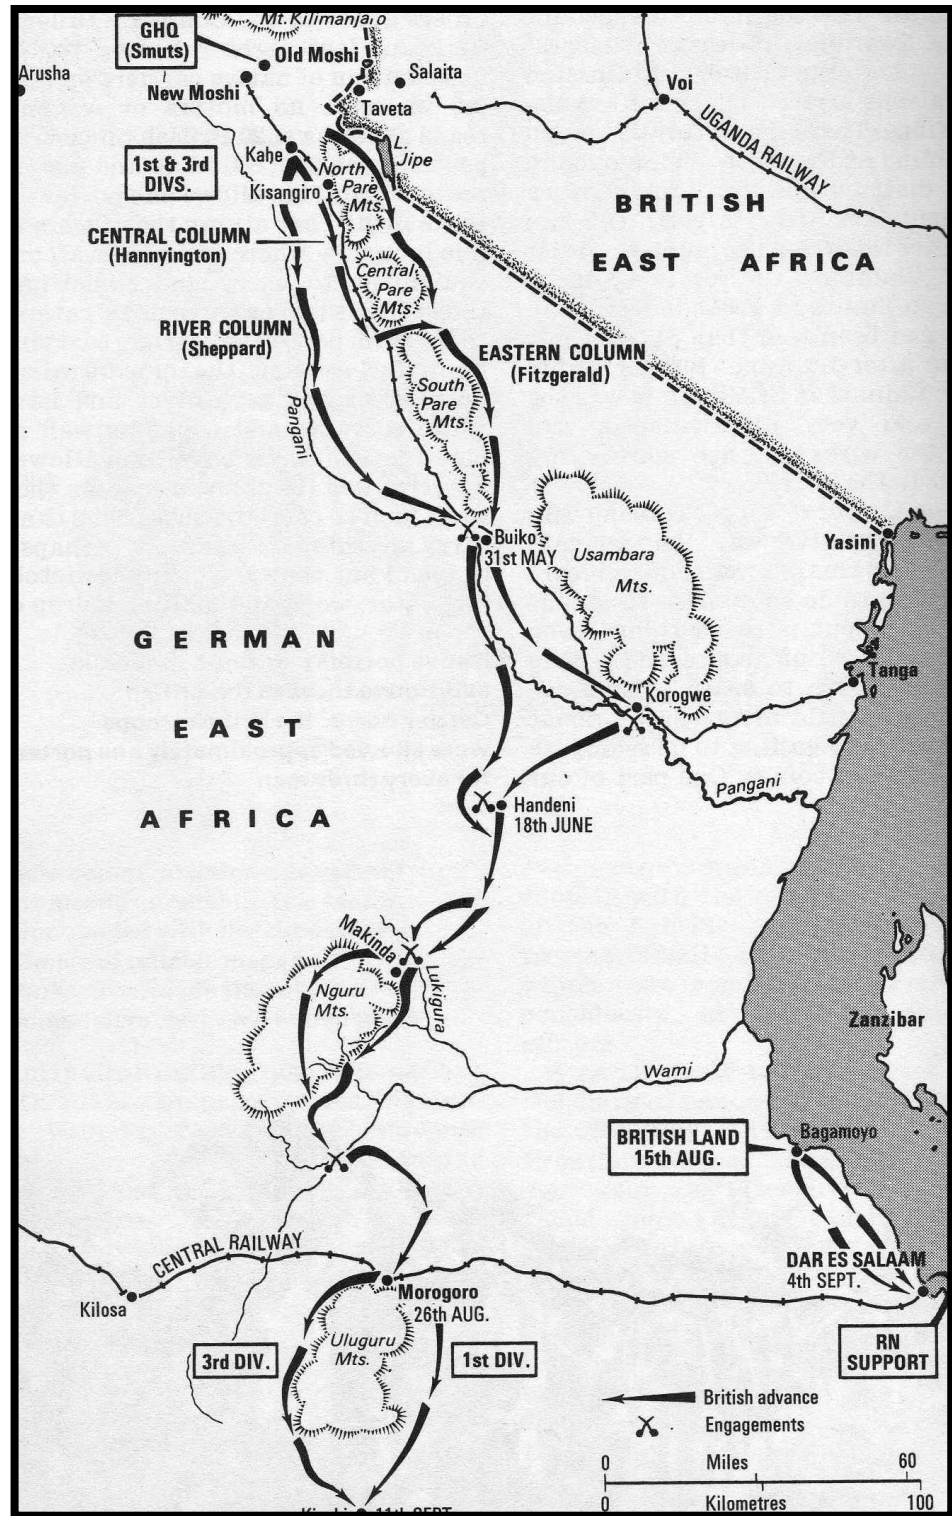 Mt. Kilimanjaro
GHQ
(Smuts)
Old Moshi
Arusha
New Moshi
Salaita
Taveta
Voi
UGANDA RAILWAY
L.
Jipe
Kahe
1st & 3rd
DIVS.
North
Pare
Mts.
Kisangiro
BRITISH
EAST AFRICA
CENTRAL COLUMN
(Hannyington)
Central
Pare
Mts.
RIVER COLUMN
(Sheppard)
EASTERN COLUMN
(Fitzgerald)
South
Pare
Mts.
Pangani
Buiko
31st MAY
Usambara
Mts.
Yasini
GERMAN
EAST
AFRICA
Tanga
Korogwe
Pangani
Handeni
18th JUNE
Makinda
Lukigura
Nguru
Mts.
Zanzibar
Wami
BRITISH LAND
15th AUG.
Bagamoyo
CENTRAL RAILWAY
DAR ES SALAAM
4th SEPT.
Kilosa
Morogoro
26th AUG.
RN
SUPPORT
3rd DIV.
Uluguru
Mts.
1st DIV.
British advance
Engagements
0 Miles 60
0 Kilometres 100
11th SEPT.